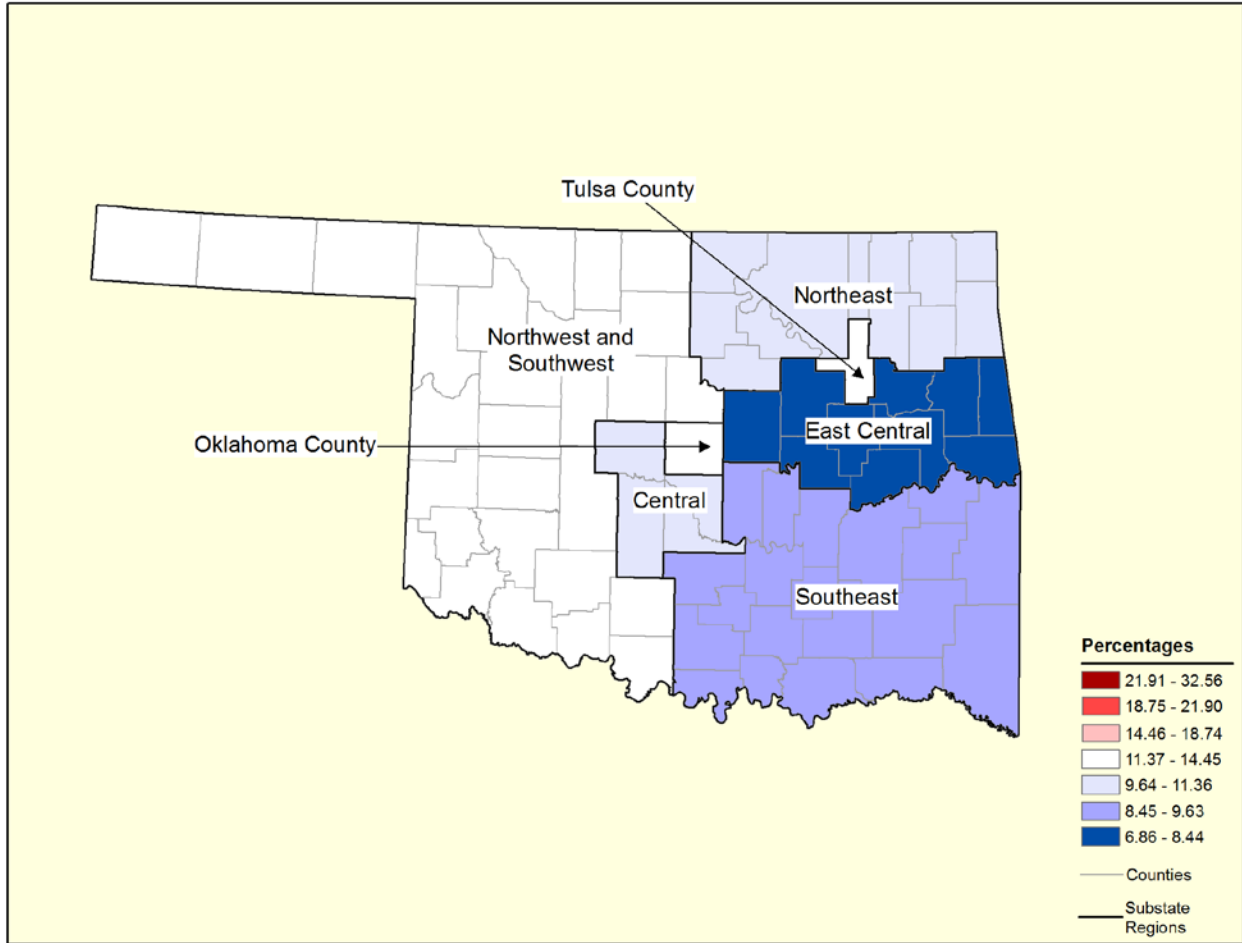 Tulsa County
Northeast
Northwest and
Southwest
East Central
Oklahoma County
Central
Southeast
Percentages
21.91 - 32.56
18.75 - 21.90
14.46 - 18.74
11.37 - 14.45
9.64 - 11.36
8.45 - 9.63
6.86 - 8.44
Counties
Substate
Regions